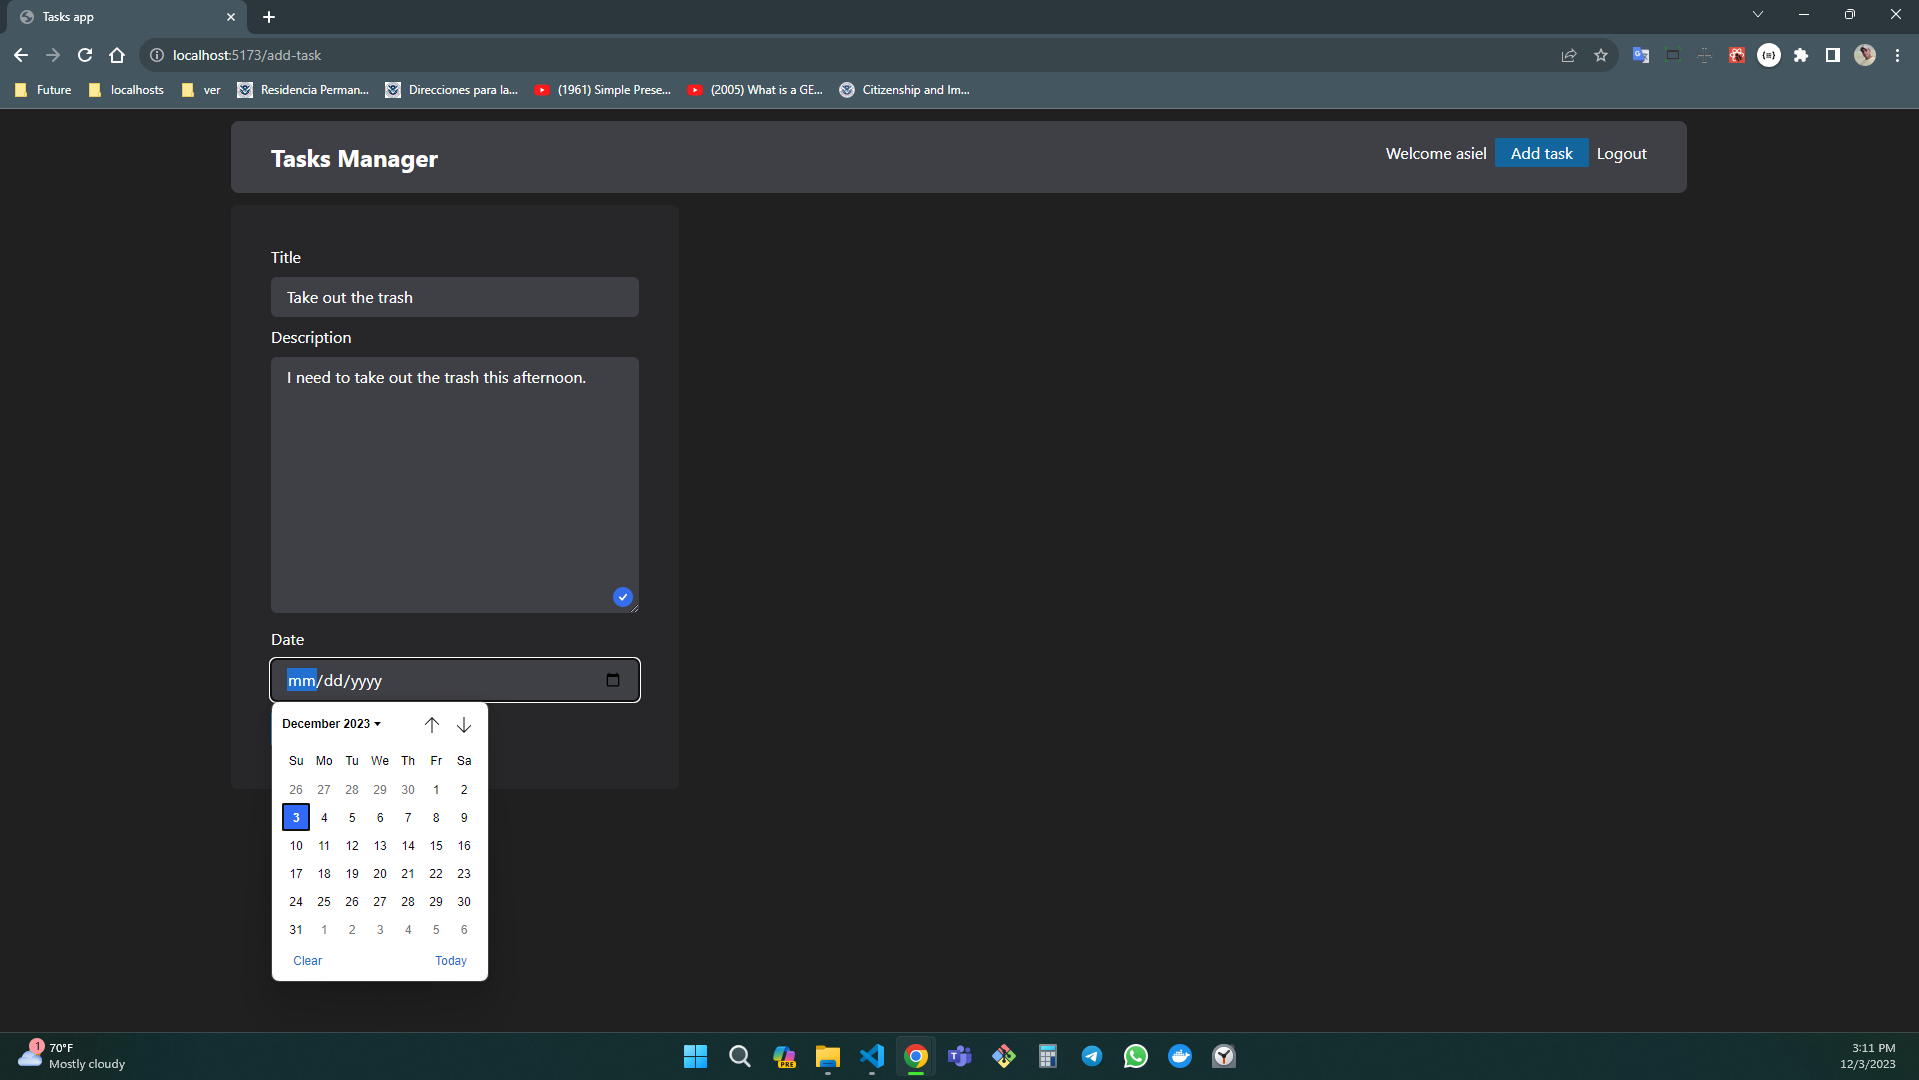 Tasks app
localhost:5173/add-task
Future
localhosts
ver
Residencia Perman...
Direcciones para la...
(1961) Simple Prese...
(2005) What is a GE...
Citizenship and Im...
Tasks Manager
Welcome asiel
Add task
Logout
Title
Take out the trash
Description
I need to take out the trash this afternoon.
Date
mm/dd/yyyy
December 2023
Su Mo Tu We Th Fr Sa
26 27 28 29 30 1 2
3 4 5 6 7 8 9
10 11 12 13 14 15 16
17 18 19 20 21 22 23
24 25 26 27 28 29 30
31 1 2 3 4 5 6
Clear
Today
1
70°F
Mostly cloudy
PRE
3:11 PM
12/3/2023